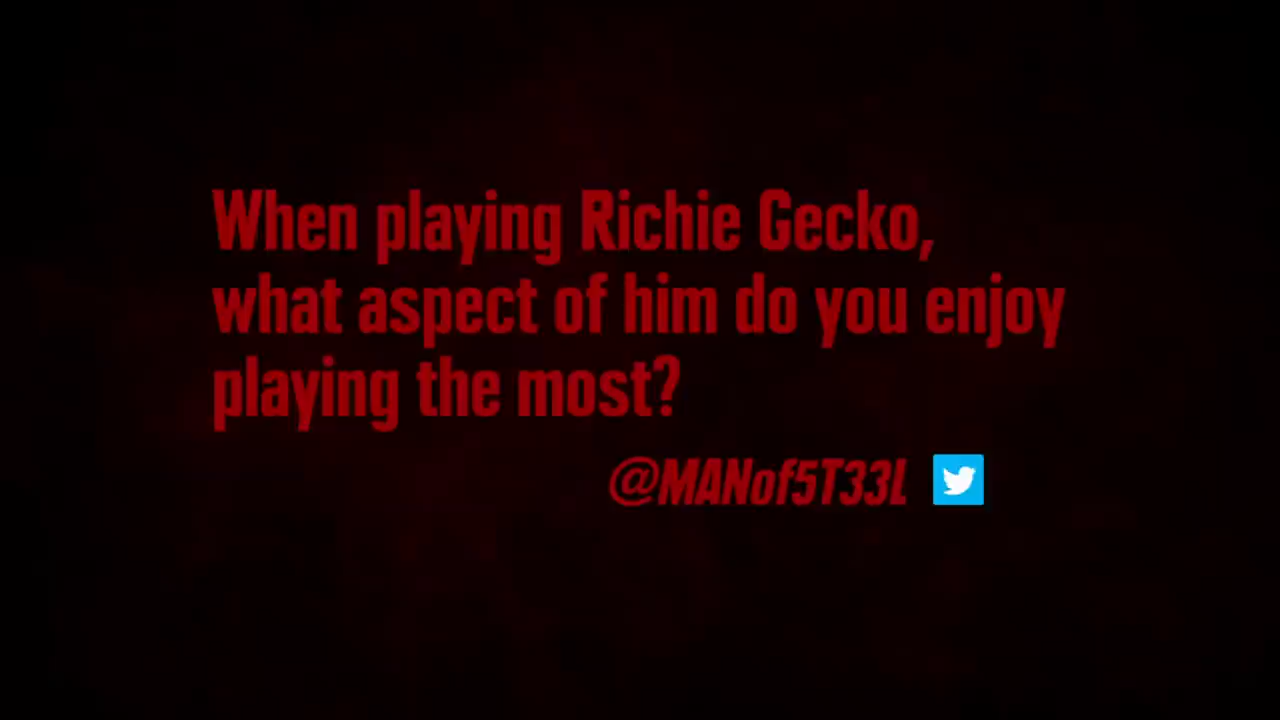 When playing Richie Gecko,
what aspect of him do you enjoy
playing the most?
@MANof5T33L